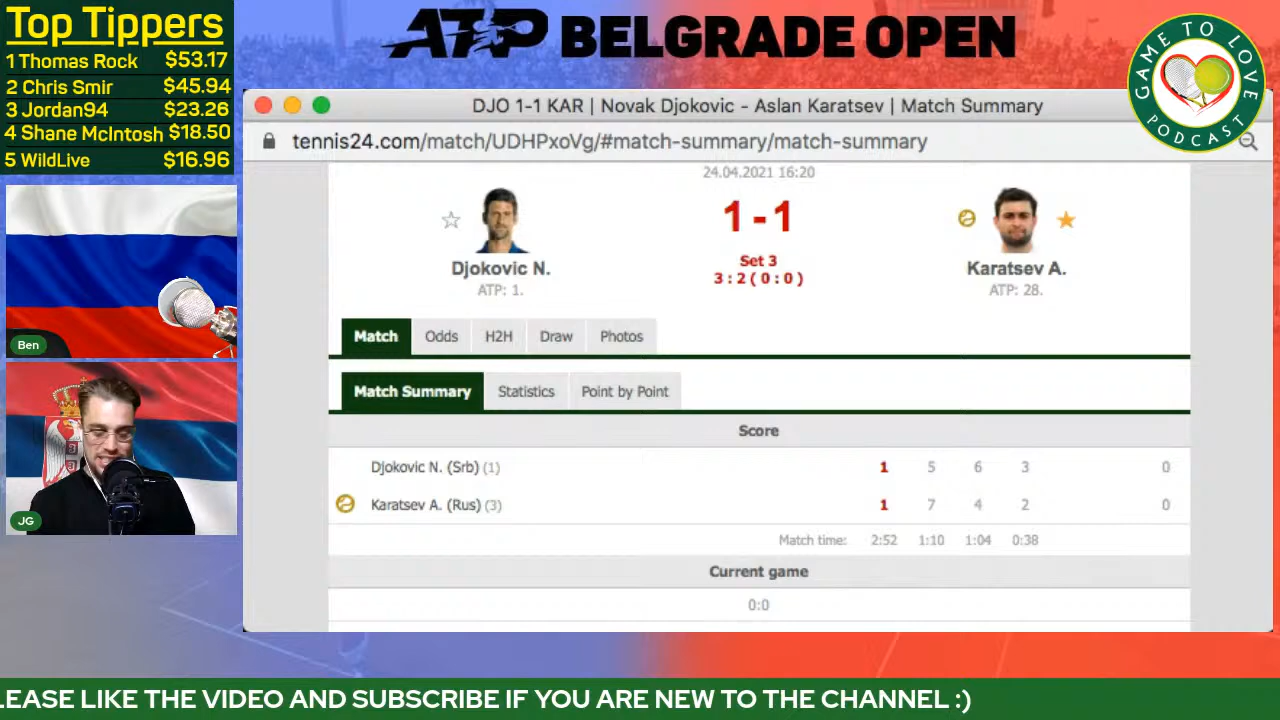 Top Tippers
1 Thomas Rock $53.17
2 Chris Smir $45.94
3 Jordan94 $23.26
4 Shane McIntosh $18.50
5 WildLive $16.96
Ben
JG
ATP BELGRADE OPEN
GAME TO LOVE
PODCAST
DJO 1-1 KAR | Novak Djokovic - Aslan Karatsev | Match Summary
tennis24.com/match/UDHPxoVg/#match-summary/match-summary
24.04.2021 16:20
1 - 1
Set 3
3 : 2 ( 0 : 0 )
Djokovic N.
ATP: 1.
Karatsev A.
ATP: 28.
Match Odds H2H Draw Photos
Match Summary Statistics Point by Point
Score
Djokovic N. (Srb) (1) 1 5 6 3 0
Karatsev A. (Rus) (3) 1 7 4 2 0
Match time: 2:52 1:10 1:04 0:38
Current game
0:0
LEASE LIKE THE VIDEO AND SUBSCRIBE IF YOU ARE NEW TO THE CHANNEL :)